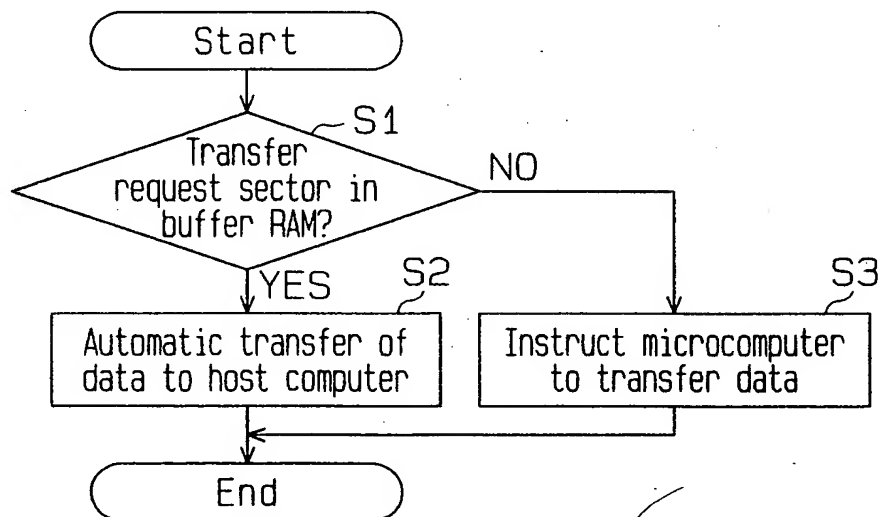 Start
S1
Transfer
request sector in
buffer RAM?
NO
YES
S2
Automatic transfer of
data to host computer
S3
Instruct microcomputer
to transfer data
End